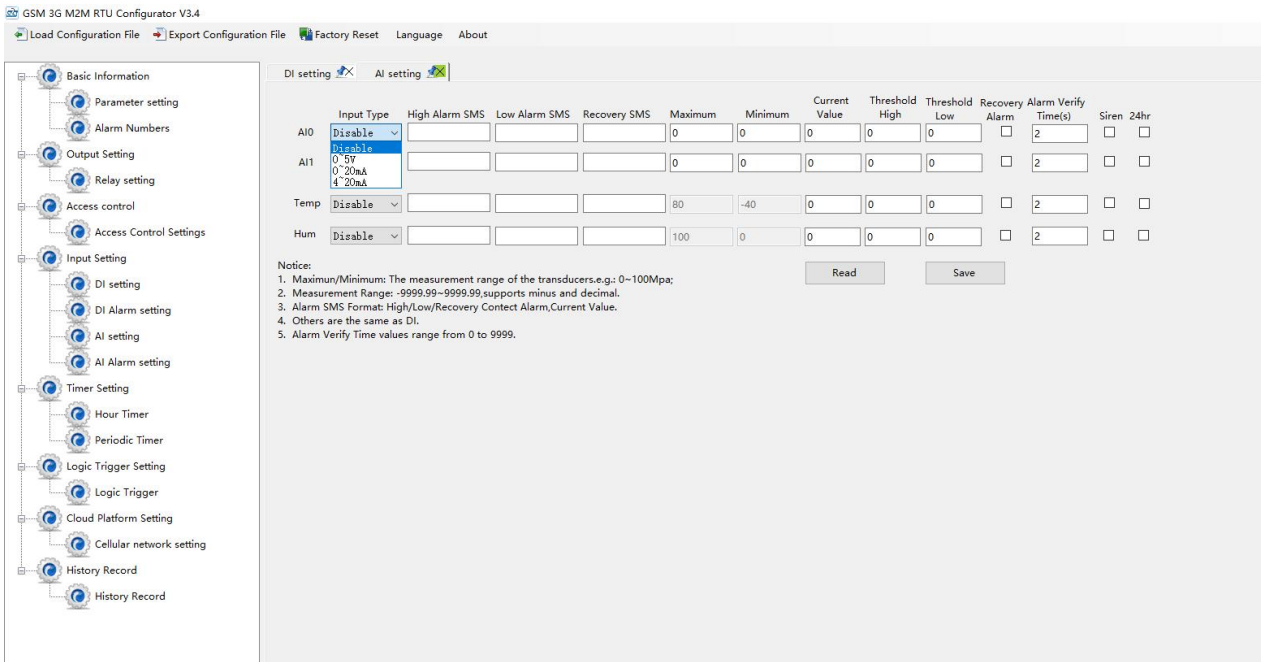 GSM 3G M2M RTU Configurator V3.4
Load Configuration File Export Configuration File Factory Reset Language About
Basic Information
Parameter setting
Alarm Numbers
Output Setting
Relay setting
Access control
Access Control Settings
Input Setting
DI setting
DI Alarm setting
AI setting
AI Alarm setting
Timer Setting
Hour Timer
Periodic Timer
Logic Trigger Setting
Logic Trigger
Cloud Platform Setting
Cellular network setting
History Record
History Record
DI setting AI setting
Input Type High Alarm SMS Low Alarm SMS Recovery SMS Maximum Minimum Current Value Threshold High Threshold Low Recovery Alarm Alarm Verify Time(s) Siren 24hr
AI0 Disable 0 0 0 0 0 2
Disable
0~5V
0~20mA
4~20mA
AI1 0 0 0 0 0 2
Temp Disable 80 -40 0 0 0 2
Hum Disable 100 0 0 0 0 2
Notice:
1. Maximun/Minimum: The measurement range of the transducers.e.g.: 0~100Mpa;
2. Measurement Range: -9999.99~9999.99,supports minus and decimal.
3. Alarm SMS Format: High/Low/Recovery Contect Alarm,Current Value.
4. Others are the same as DI.
5. Alarm Verify Time values range from 0 to 9999.
Read Save